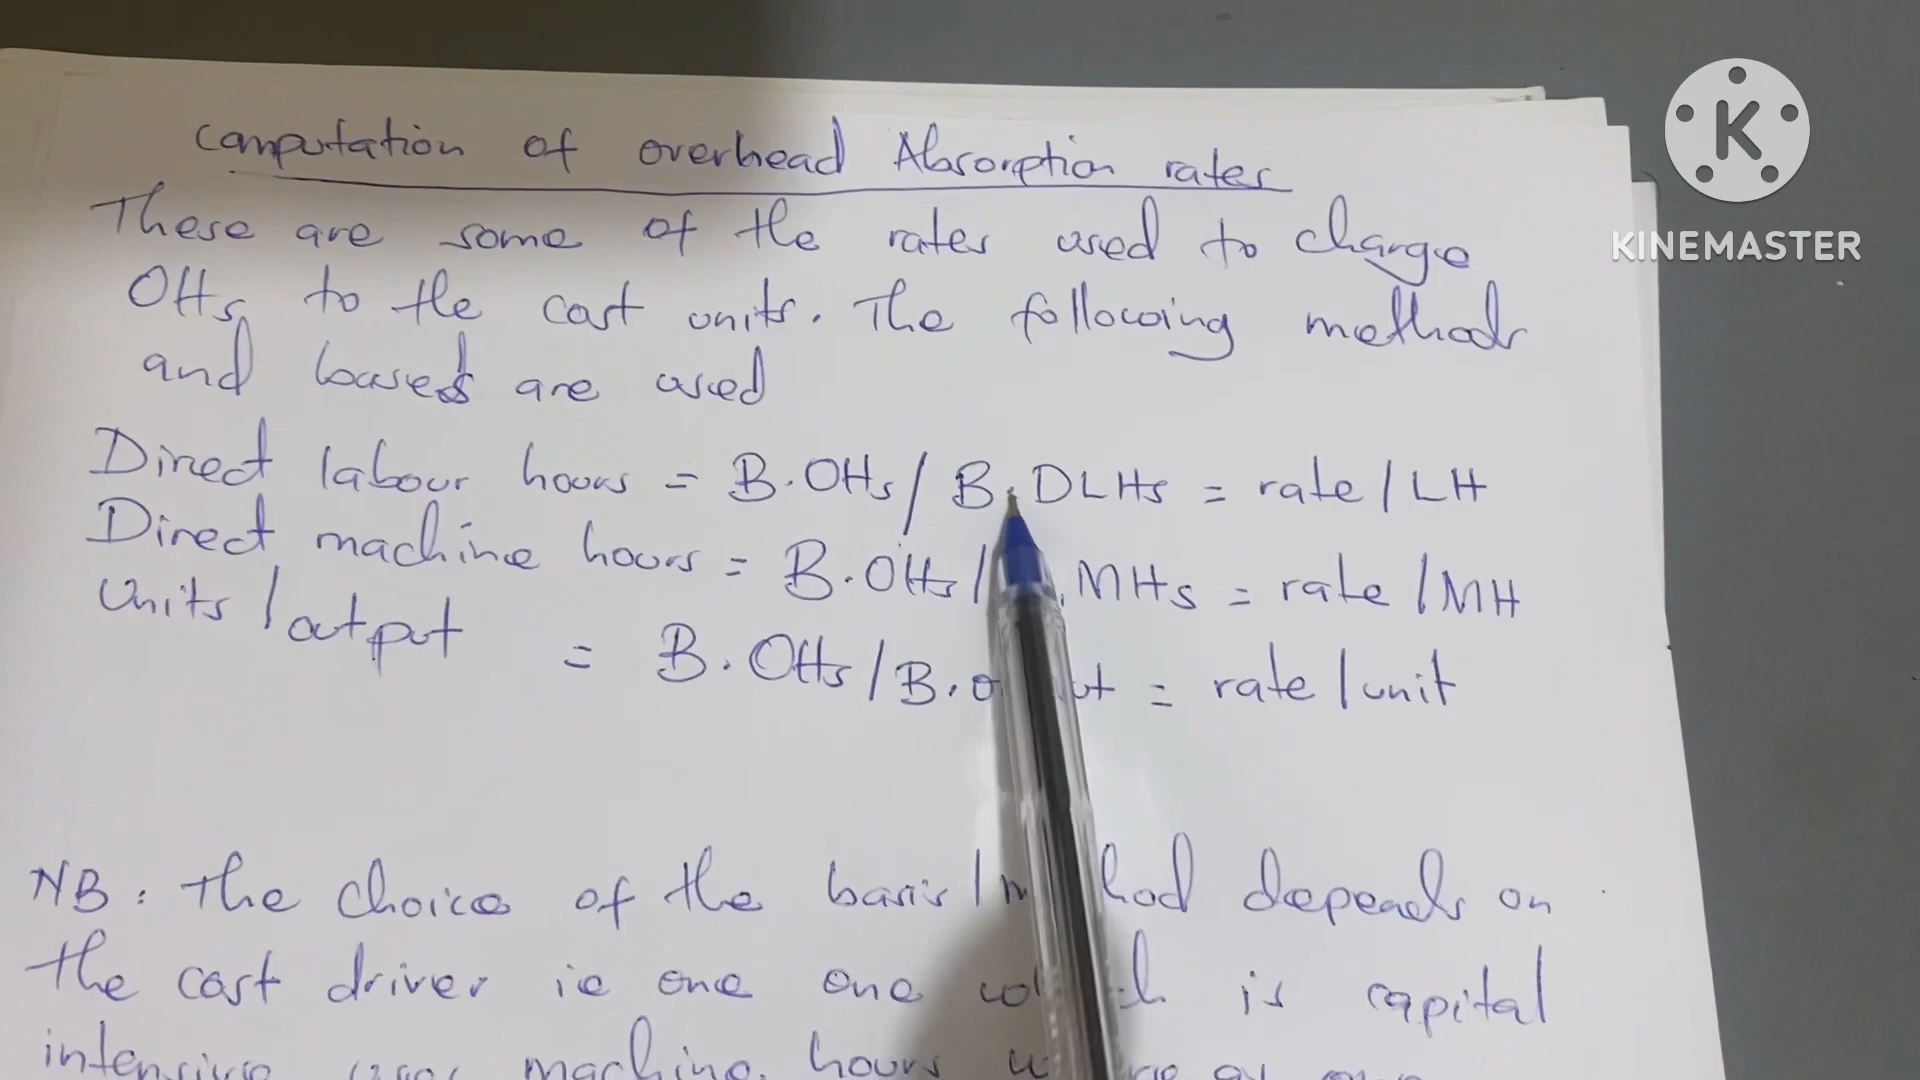 Computation of overhead Absorption rates
These are some of the rates used to charge
OHs to the cost units. The following methods
and bases are used
Direct labour hours = B.OHs / B.DLHs = rate / LH
Direct machine hours = B.OHs / MHs = rate / MH
Units / output = B.OHs / B. = rate / unit
NB: The choice of the basis / depends on
the cost driver ie one one is capital
intensive uses machine hours
K
KINEMASTER